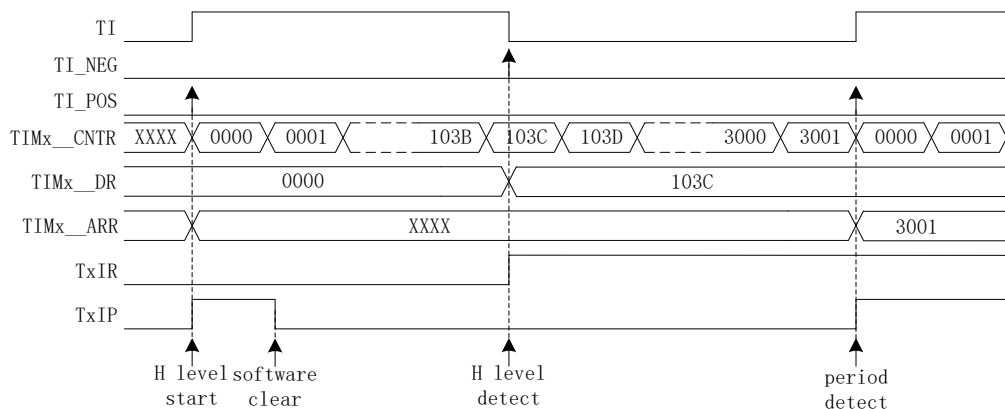 TI
TI_NEG
TI_POS
TIMx__CNTR XXXX 0000 0001 103B 103C 103D 3000 3001 0000 0001
TIMx__DR 0000 103C
TIMx__ARR XXXX 3001
TxIR
TxIP
H level start
software clear
H level detect
period detect